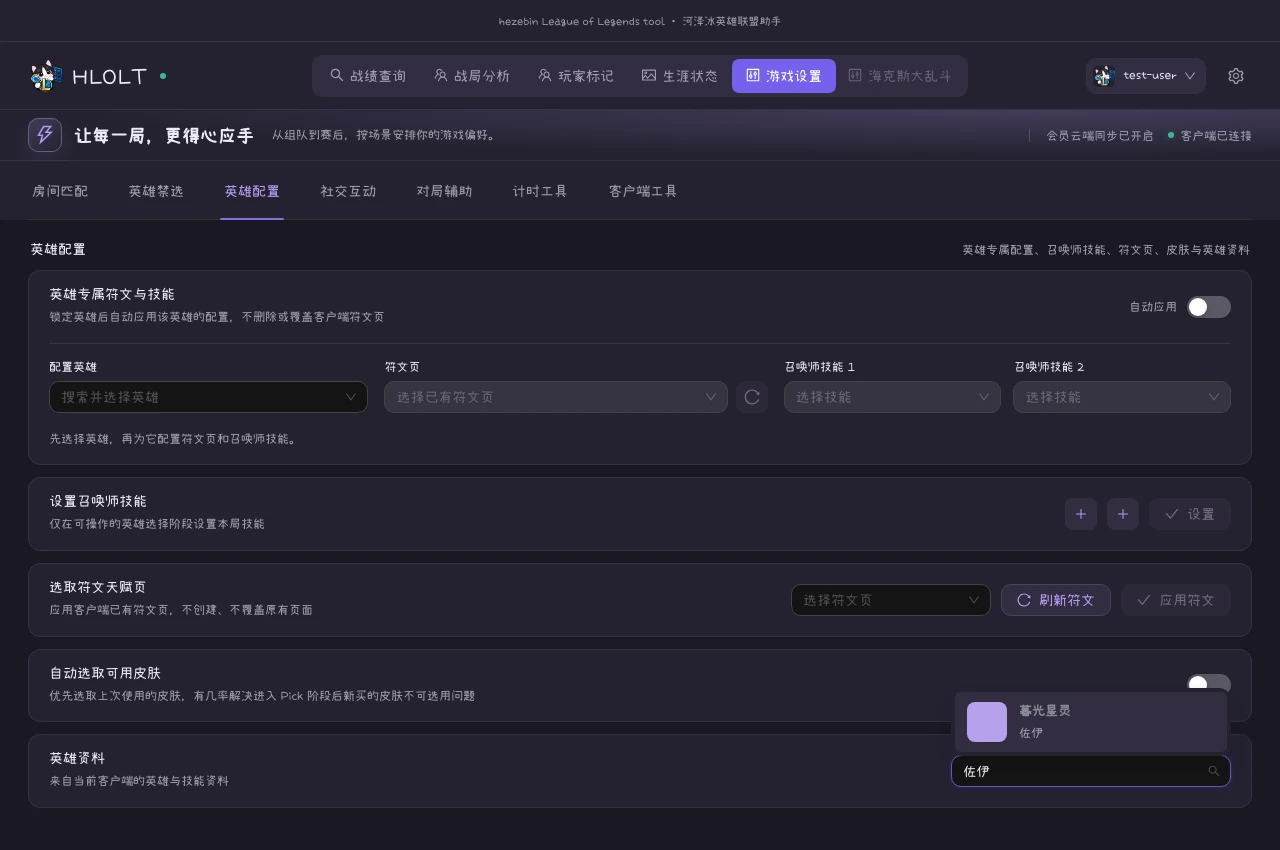 hezebin League of Legends tool · 河泽冰英雄联盟助手
HLOLT
战绩查询
战局分析
玩家标记
生涯状态
游戏设置
海克斯大乱斗
test-user
让每一局，更得心应手
从组队到赛后，按场景安排你的游戏偏好。
会员云端同步已开启
客户端已连接
房间匹配
英雄禁选
英雄配置
社交互动
对局辅助
计时工具
客户端工具
英雄配置
英雄专属配置、召唤师技能、符文页、皮肤与英雄资料
英雄专属符文与技能
锁定英雄后自动应用该英雄的配置，不删除或覆盖客户端符文页
自动应用
配置英雄
符文页
召唤师技能 1
召唤师技能 2
搜索并选择英雄
选择已有符文页
选择技能
选择技能
先选择英雄，再为它配置符文页和召唤师技能。
设置召唤师技能
仅在可操作的英雄选择阶段设置本局技能
设置
选取符文天赋页
应用客户端已有符文页，不创建、不覆盖原有页面
选择符文页
刷新符文
应用符文
自动选取可用皮肤
优先选取上次使用的皮肤，有几率解决进入 Pick 阶段后新买的皮肤不可选用问题
暮光星灵
佐伊
英雄资料
来自当前客户端的英雄与技能资料
佐伊